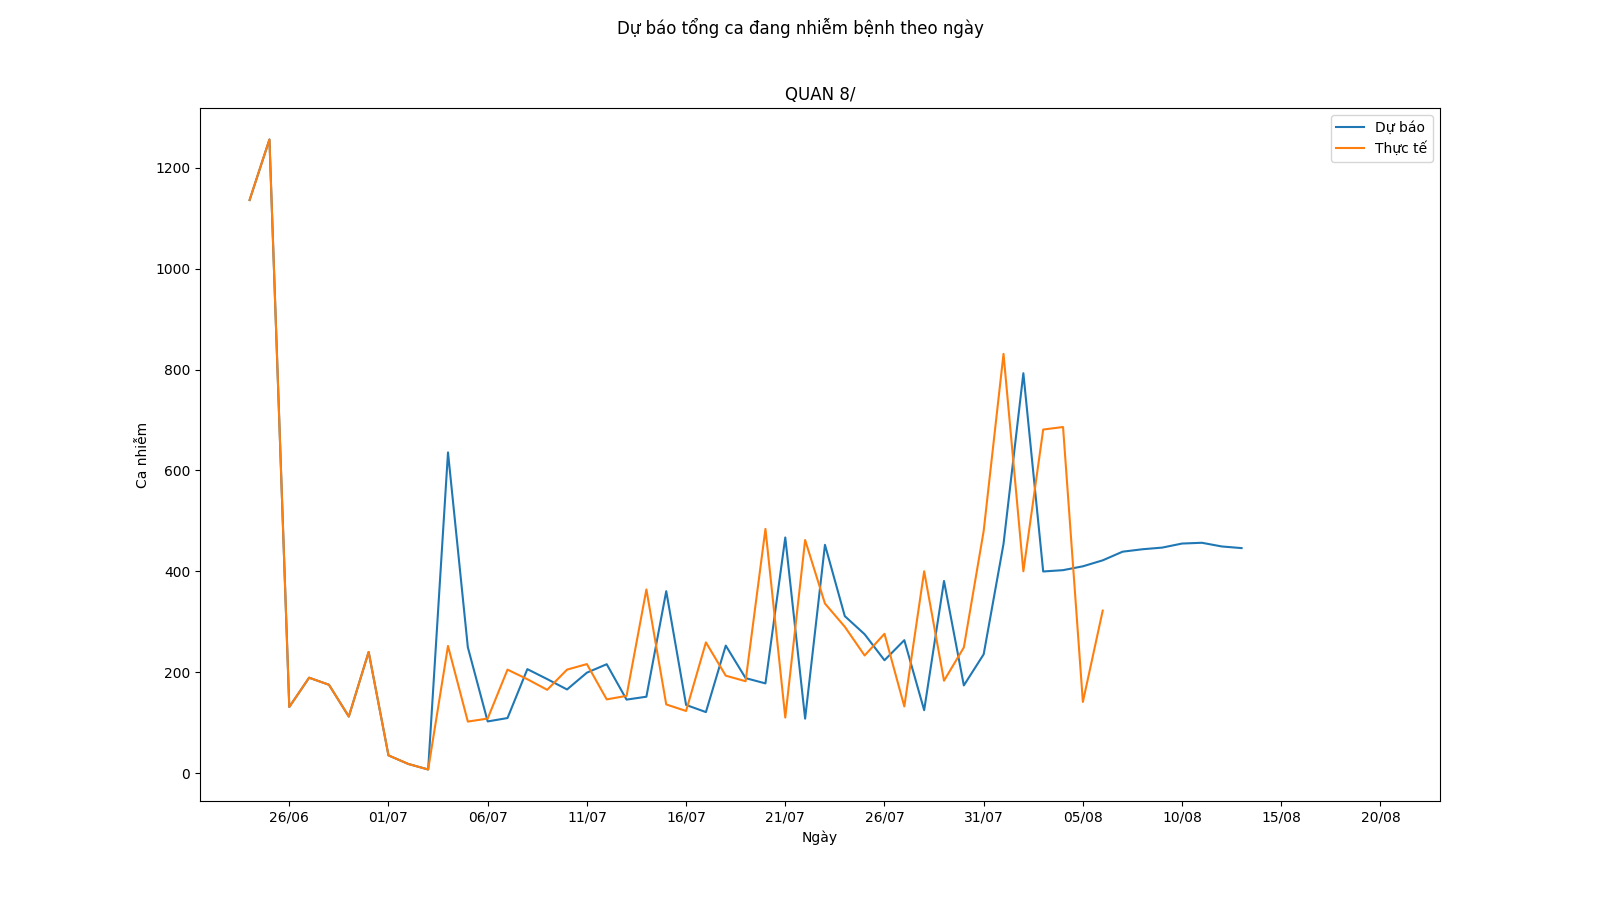 Dự báo tổng ca đang nhiễm bệnh theo ngày
QUAN 8/
Dự báo
Thực tế
1200
1000
800
600
400
200
0
Ca nhiễm
26/06 01/07 06/07 11/07 16/07 21/07 26/07 31/07 05/08 10/08 15/08 20/08
Ngày